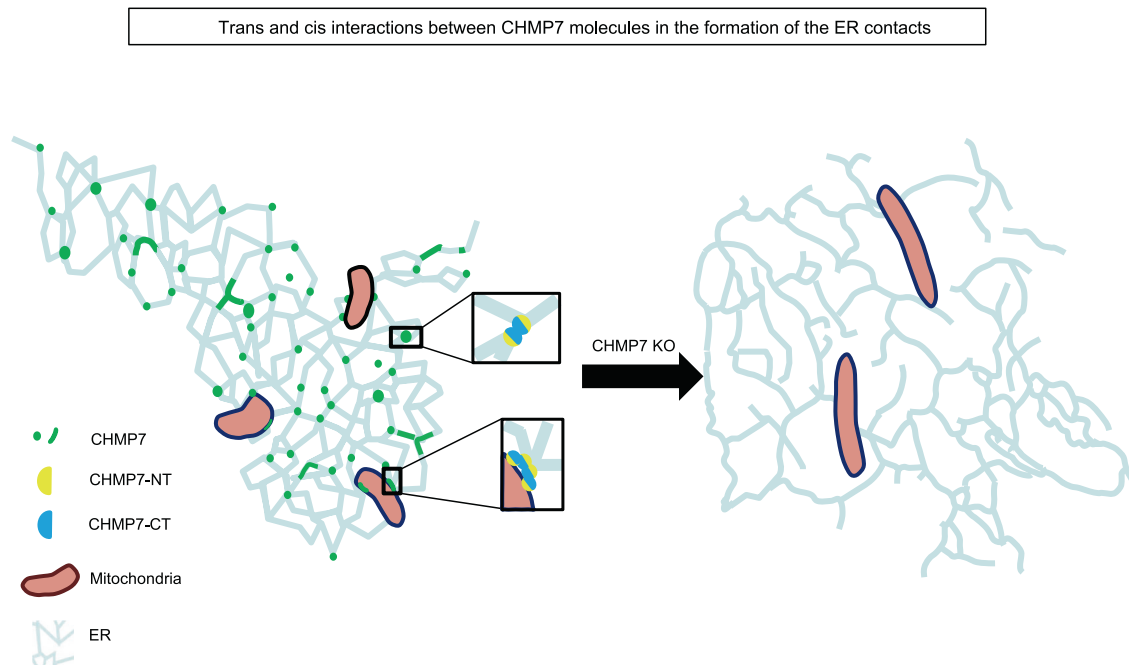 Trans and cis interactions between CHMP7 molecules in the formation of the ER contacts
CHMP7 KO
CHMP7
CHMP7-NT
CHMP7-CT
Mitochondria
ER